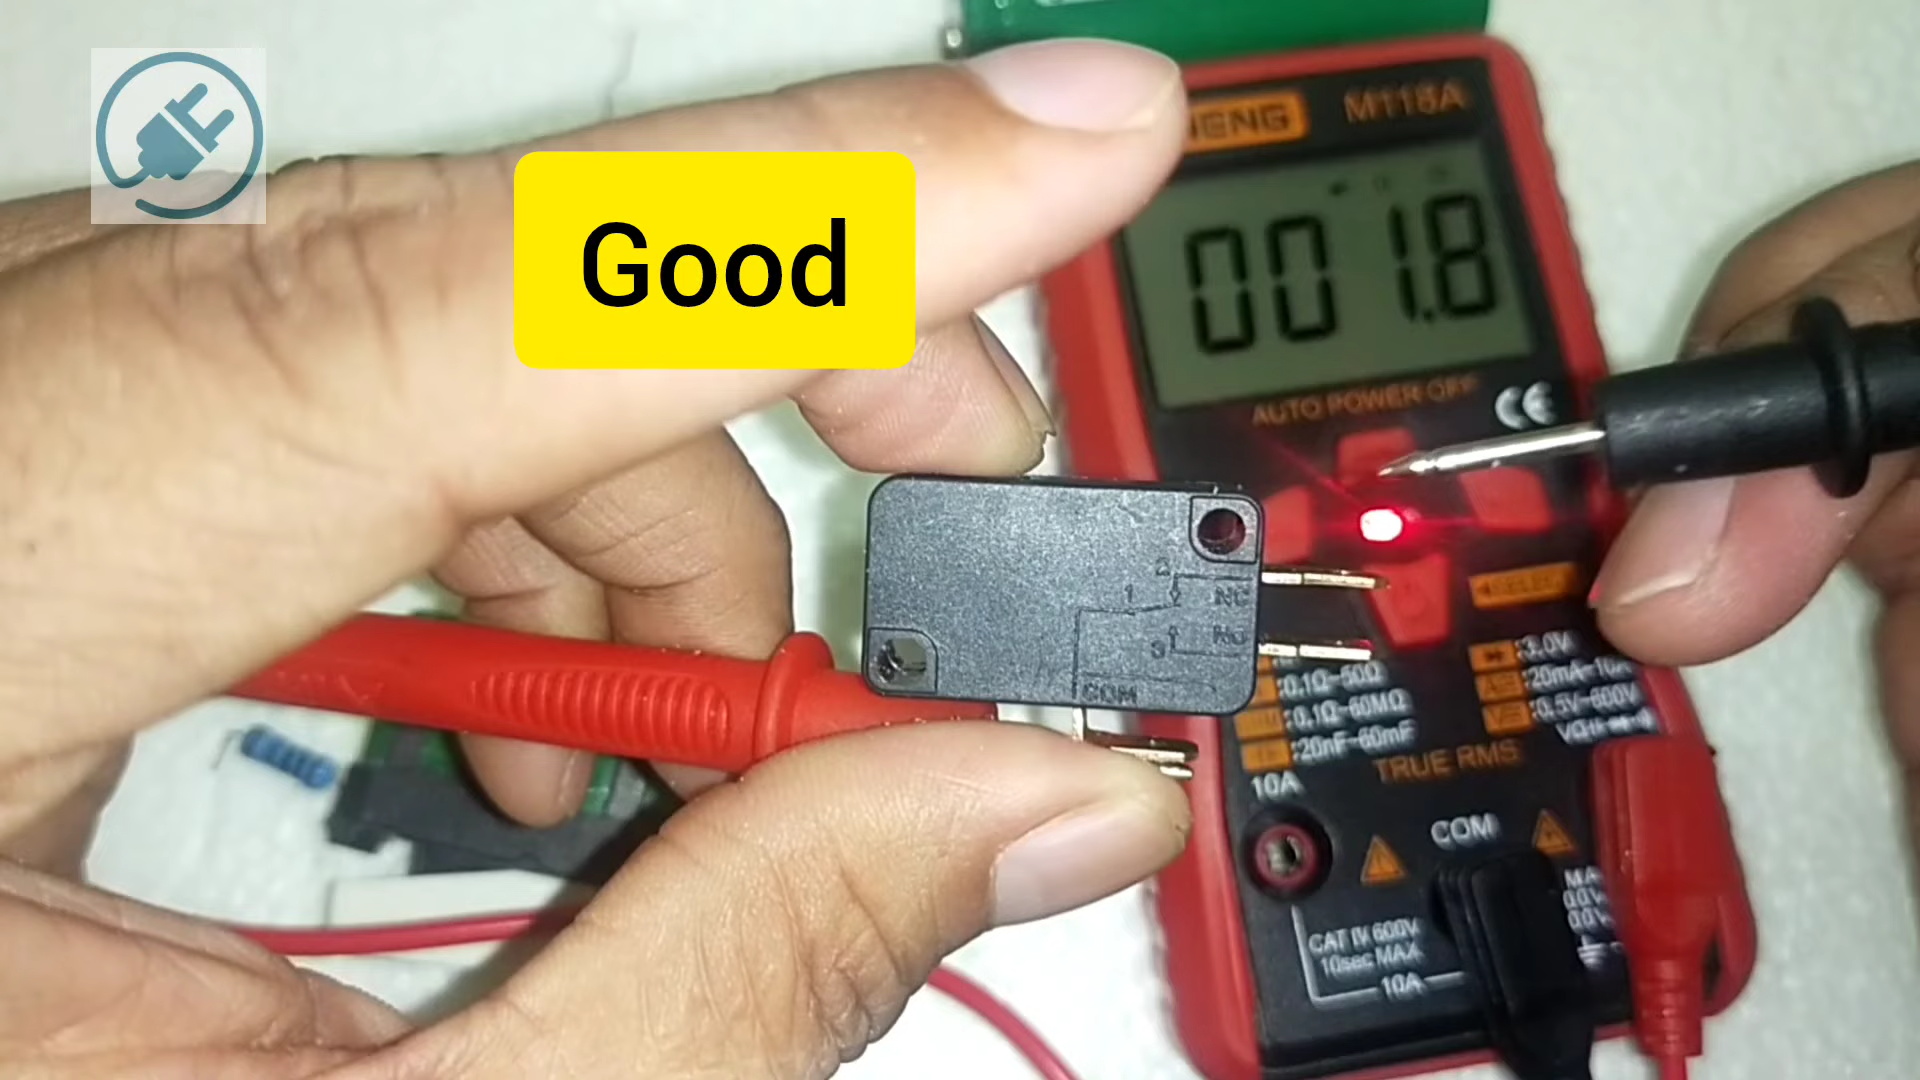 Good
M118A
001.8
AUTO POWER OFF
CE
2
1
NC
3
NO
COM
0.1Ω-50Ω
0.1Ω-60MΩ
20nF-60mF
3.0V
20mA-10A
0.5V-600V
TRUE RMS
10A
COM
CAT IV 600V
10sec MAX
10A